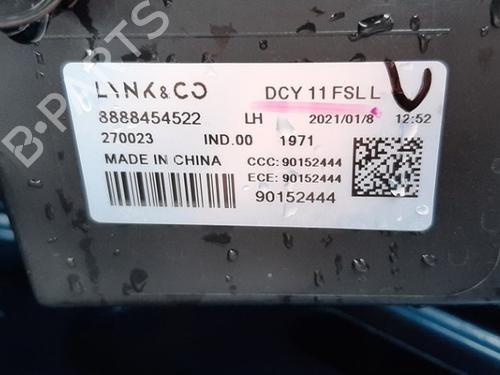 B-PARTS
LYNK&CO DCY 11 FSL L
8888454522 LH 2021/01/8 12:52
270023 IND.00 1971
MADE IN CHINA CCC: 90152444
ECE: 90152444
90152444